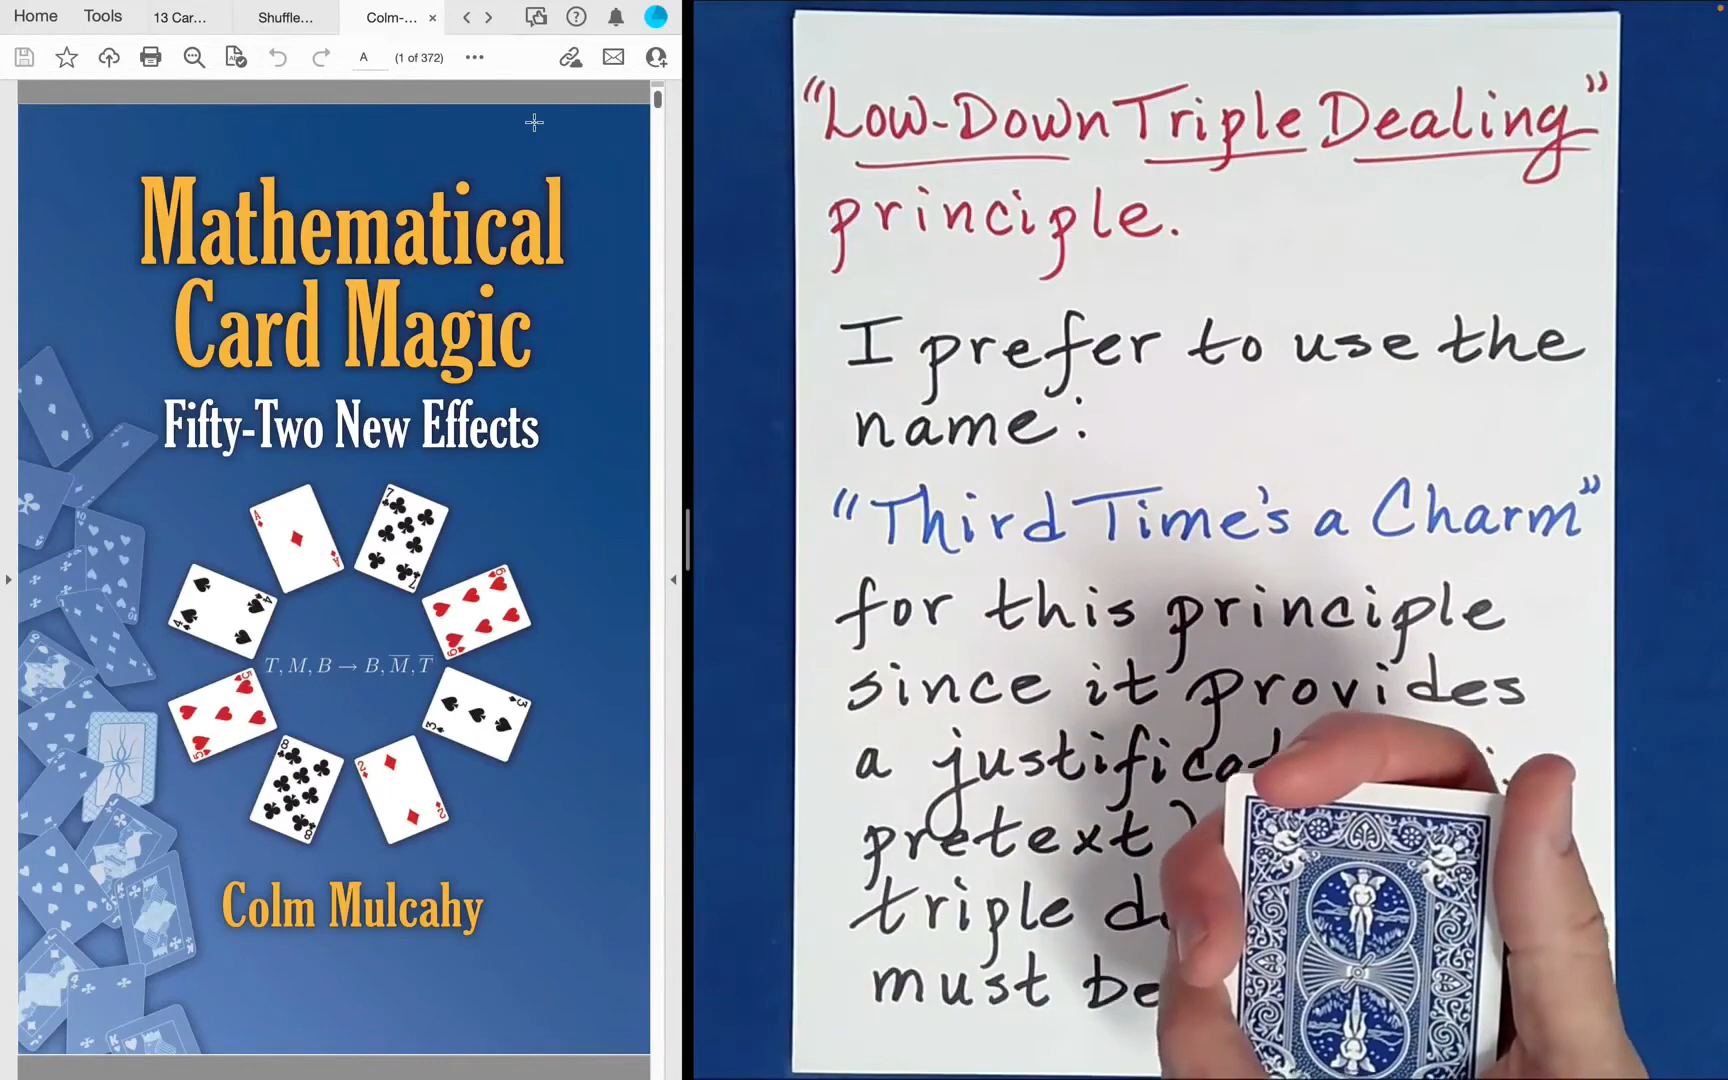 Home
Tools
13 Car...
Shuffle...
Colm-...
A
(1 of 372)
Mathematical
Card Magic
Fifty-Two New Effects
T, M, B → B, M̅, T̅
Colm Mulcahy
"Low-Down Triple Dealing"
principle.
I prefer to use the
name:
"Third Time's a Charm"
for this principle
since it provides
a
pretext)
triple
must be